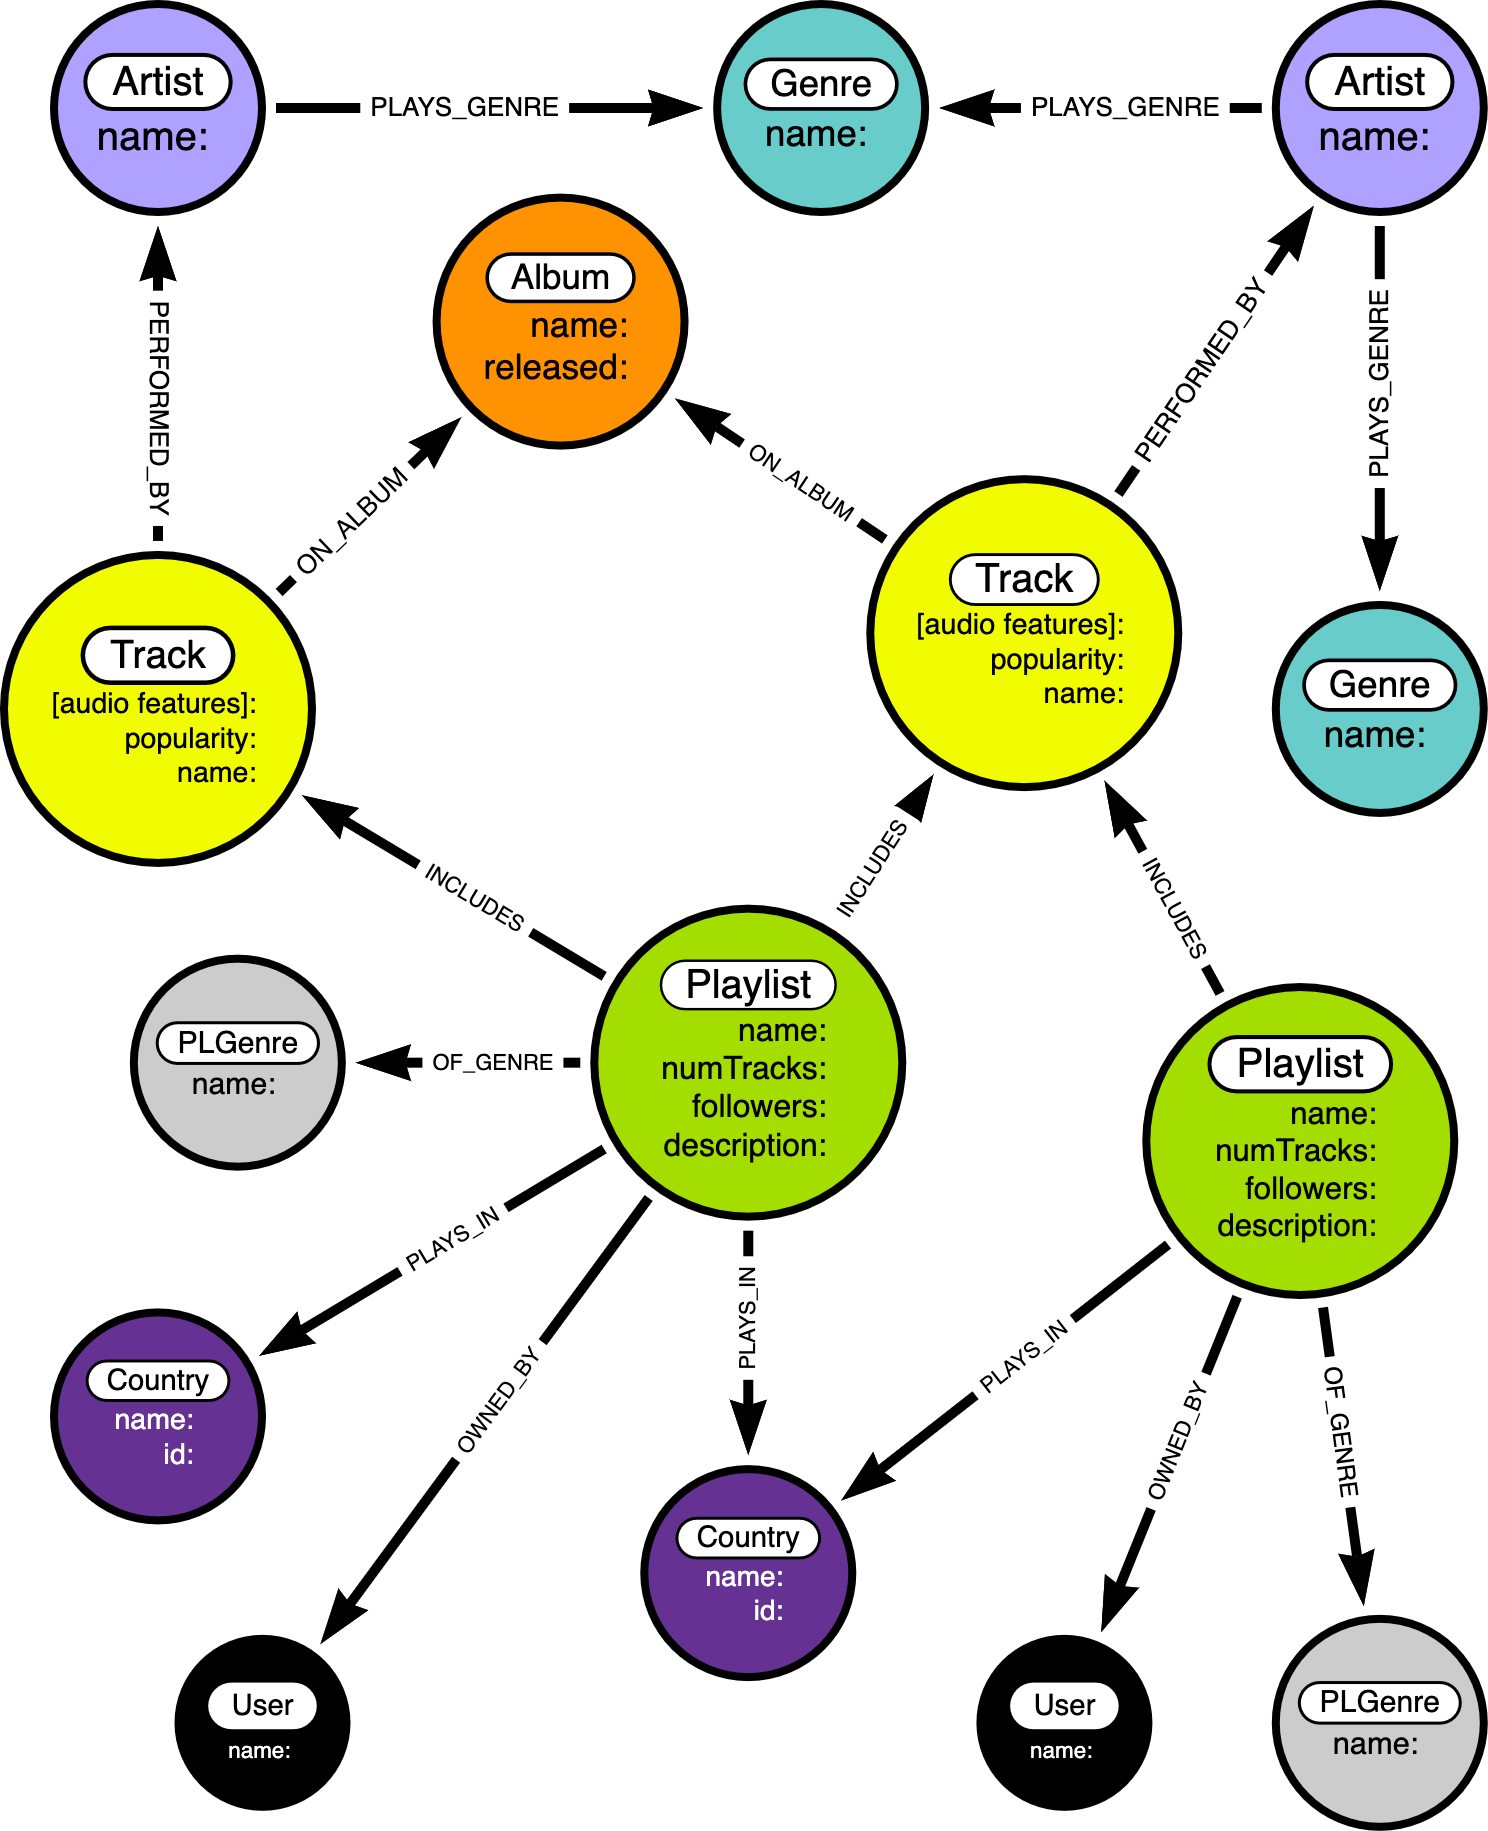 Artist
name:
PLAYS_GENRE
Genre
name:
PLAYS_GENRE
Artist
name:
Album
name:
released:
PERFORMED_BY
ON_ALBUM
ON_ALBUM
PERFORMED_BY
PLAYS_GENRE
Track
[audio features]:
popularity:
name:
Track
[audio features]:
popularity:
name:
Genre
name:
INCLUDES
INCLUDES
INCLUDES
PLGenre
name:
OF_GENRE
Playlist
name:
numTracks:
followers:
description:
Playlist
name:
numTracks:
followers:
description:
PLAYS_IN
OWNED_BY
PLAYS_IN
PLAYS_IN
OWNED_BY
OF_GENRE
Country
name:
id:
Country
name:
id:
User
name:
User
name:
PLGenre
name: